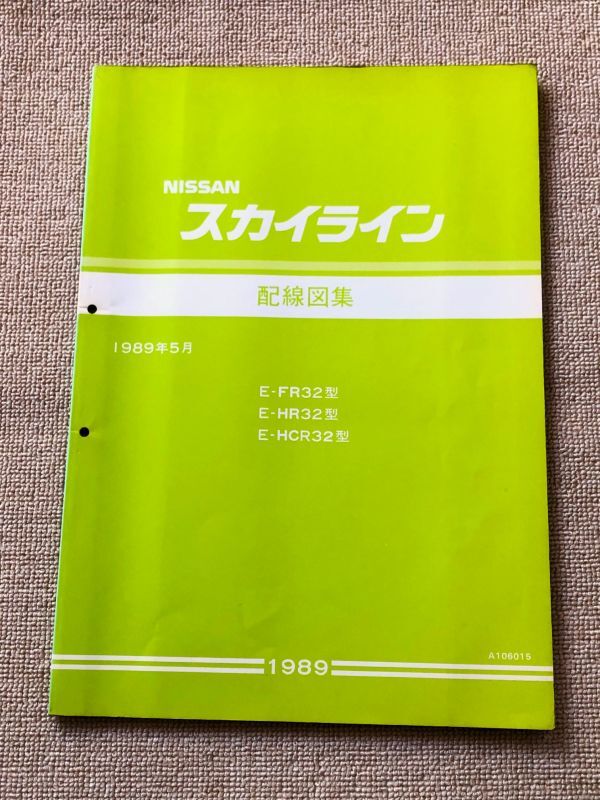 NISSAN
スカイライン
配線図集
1989年5月
E-FR32型
E-HR32型
E-HCR32型
A106015
1989